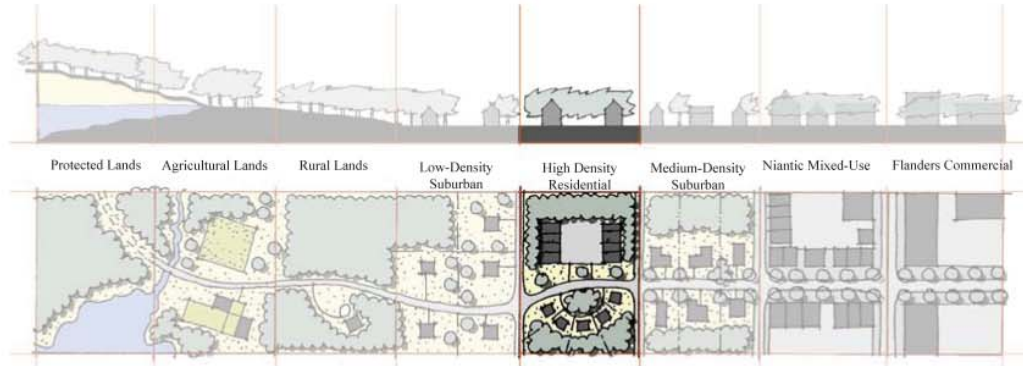 Protected Lands
Agricultural Lands
Rural Lands
Low-Density
Suburban
High Density
Residential
Medium-Density
Suburban
Niantic Mixed-Use
Flanders Commercial